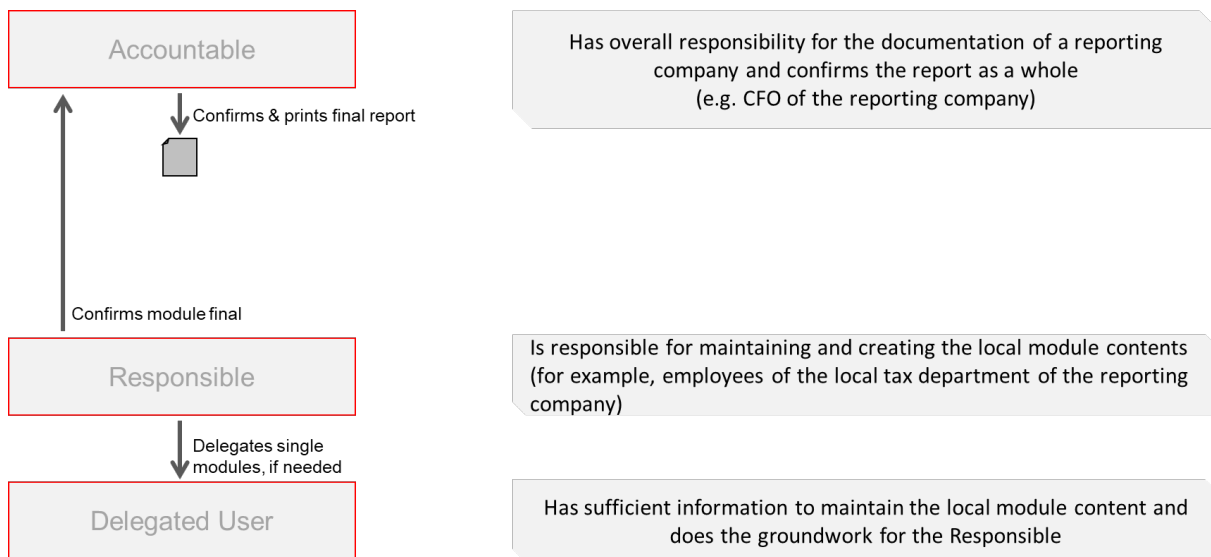 Accountable
Has overall responsibility for the documentation of a reporting
company and confirms the report as a whole
(e.g. CFO of the reporting company)
Confirms & prints final report
Confirms module final
Responsible
Is responsible for maintaining and creating the local module contents
(for example, employees of the local tax department of the reporting
company)
Delegates single
modules, if needed
Delegated User
Has sufficient information to maintain the local module content and
does the groundwork for the Responsible